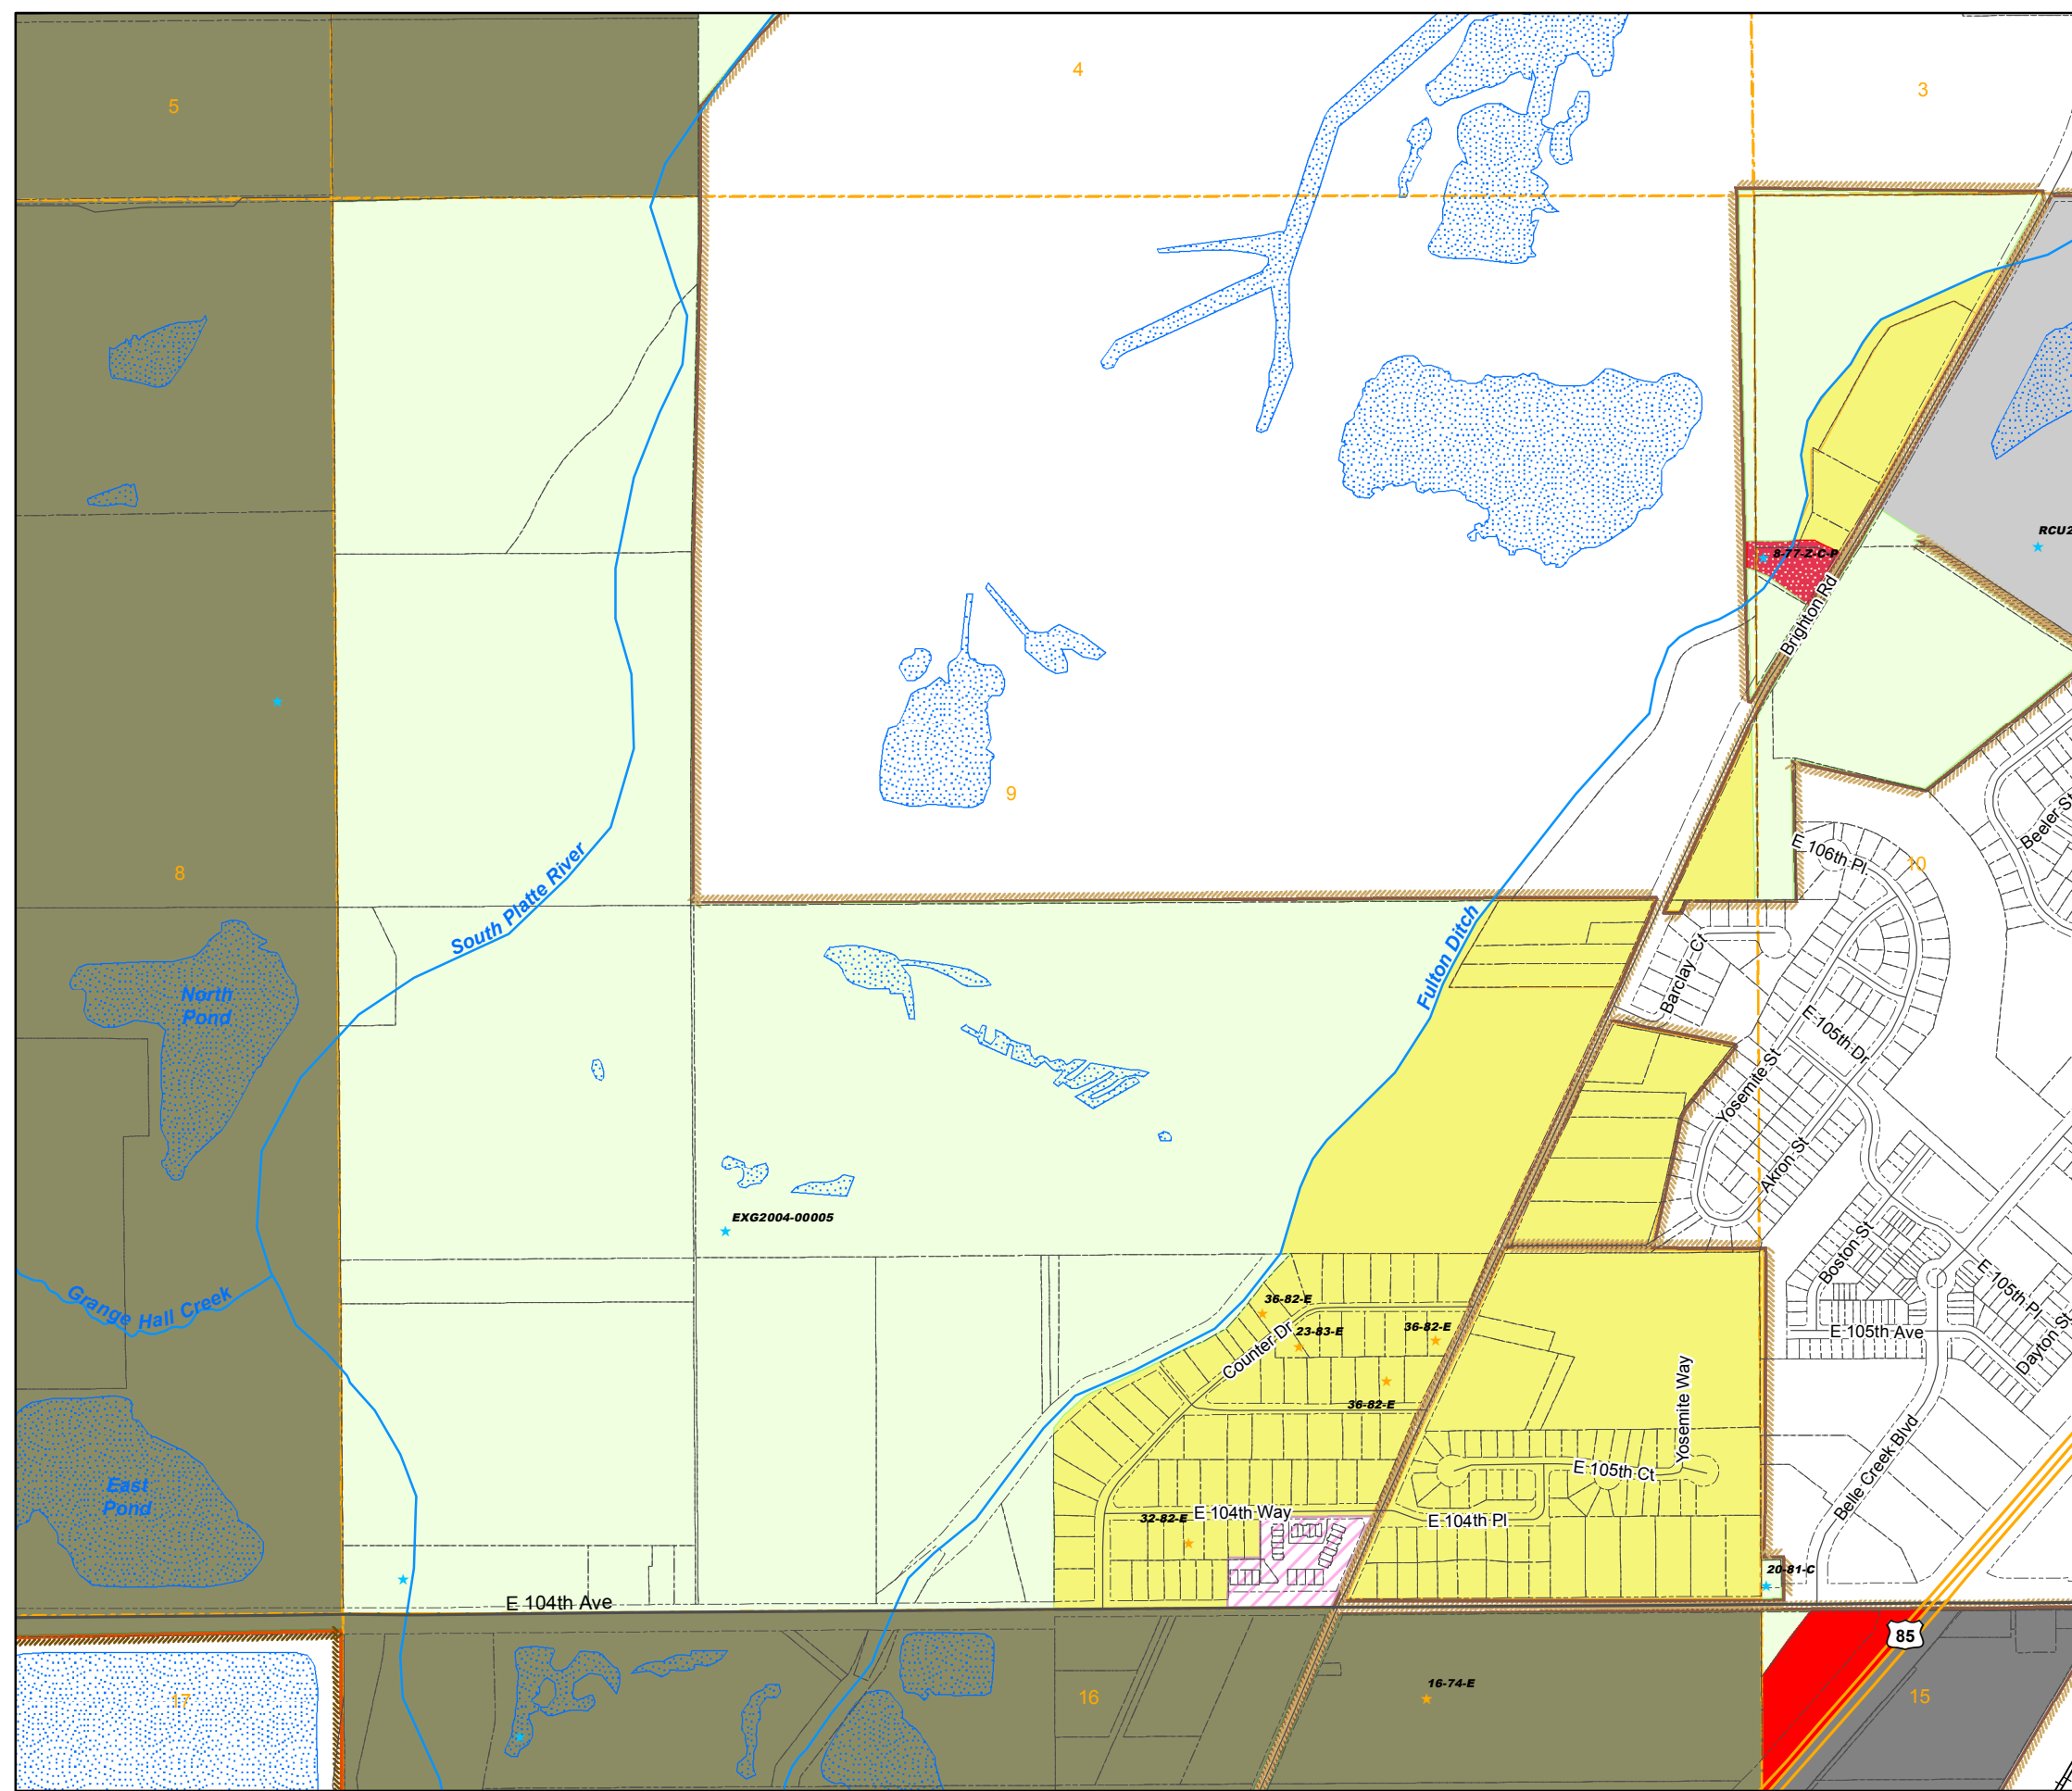 4
3
5
RCU2
8-77-Z-C-P
Brighton Rd
9
Beeler St
E 106th Pl
10
8
South Platte River
Fulton Ditch
Barclay Ct
North
Pond
E 105th Dr
Yosemite St
Akron St
EXG2004-00005
Boston St
E 105th Pl
Grange Hall Creek
36-82-E
23-83-E
36-82-E
Counter Dr
E 105th Ave
Dayton St
Yosemite Way
36-82-E
Belle Creek Blvd
E 105th Ct
East
Pond
32-82-E
E 104th Way
E 104th Pl
20-81-C
E 104th Ave
85
16-74-E
17
16
15